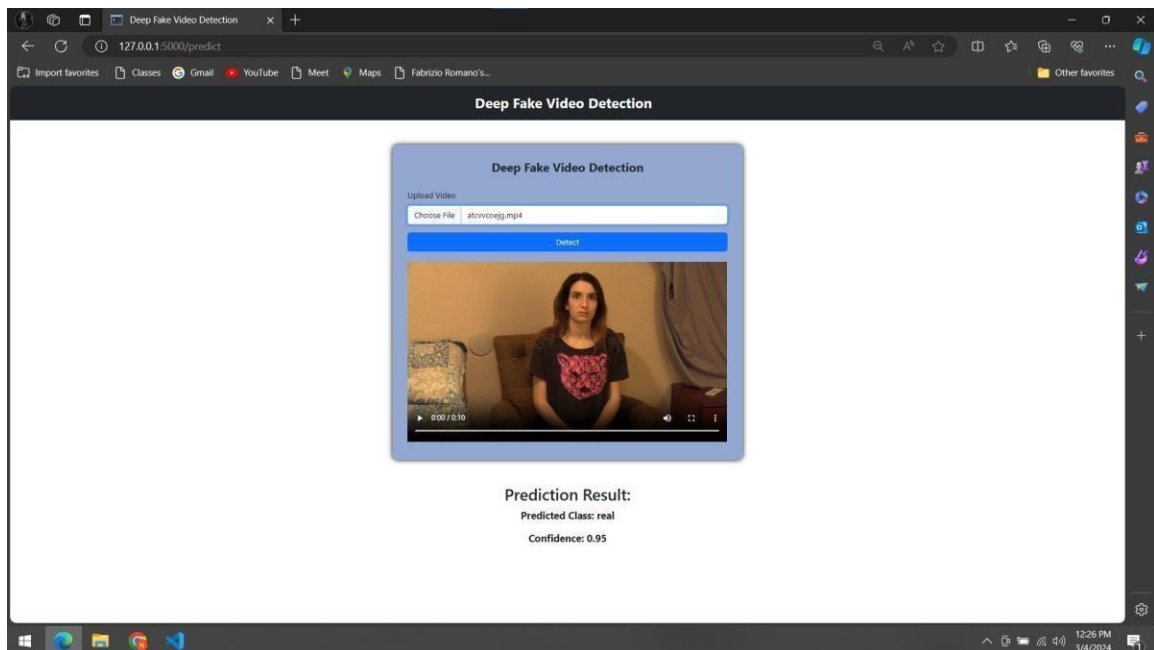 Deep Fake Video Detection
127.0.0.1:5000/predict
Import favorites Classes Gmail YouTube Meet Maps Fabrizio Romano's... Other favorites
Deep Fake Video Detection
Deep Fake Video Detection
Upload Video
Choose File atcvvcoejg.mp4
Detect
0:00 / 0:10
Prediction Result:
Predicted Class: real
Confidence: 0.95
12:26 PM
3/4/2024